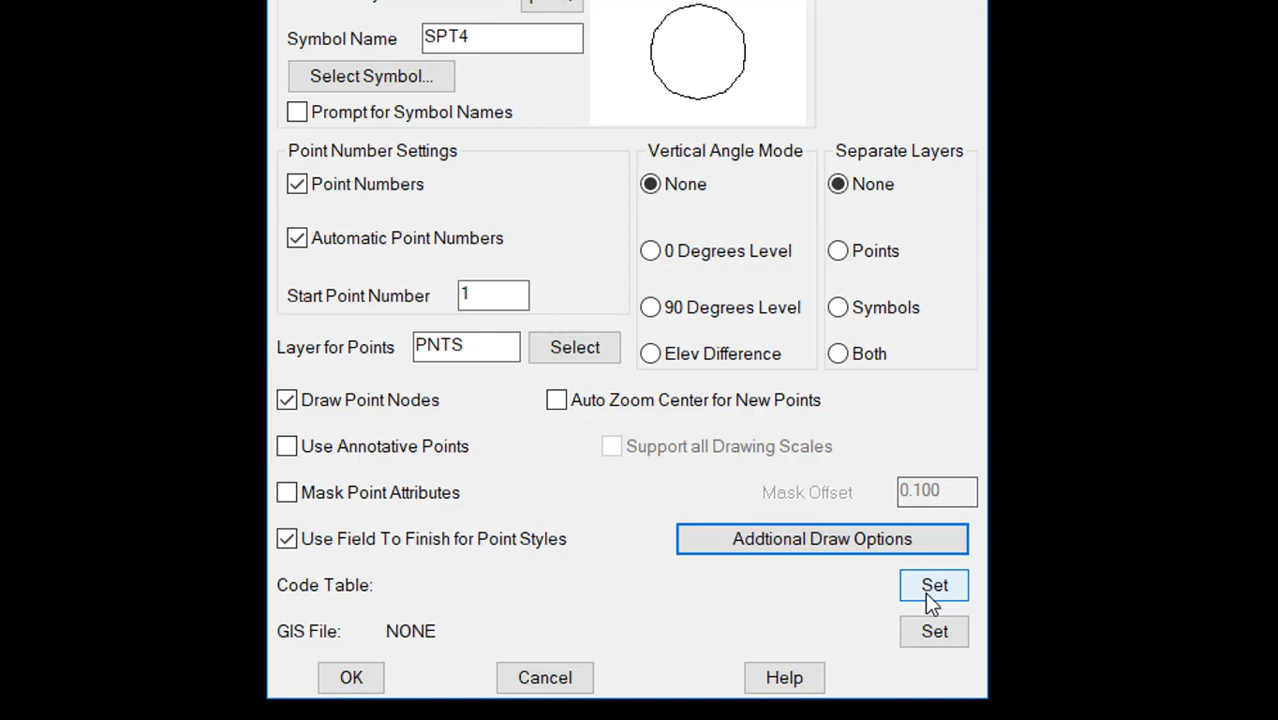 Symbol Name SPT4
Select Symbol...
Prompt for Symbol Names
Point Number Settings
Point Numbers
Automatic Point Numbers
Start Point Number 1
Vertical Angle Mode
None
0 Degrees Level
90 Degrees Level
Elev Difference
Separate Layers
None
Points
Symbols
Both
Layer for Points PNTS Select
Draw Point Nodes Auto Zoom Center for New Points
Use Annotative Points Support all Drawing Scales
Mask Point Attributes Mask Offset 0.100
Use Field To Finish for Point Styles Addtional Draw Options
Code Table: Set
GIS File: NONE Set
OK Cancel Help